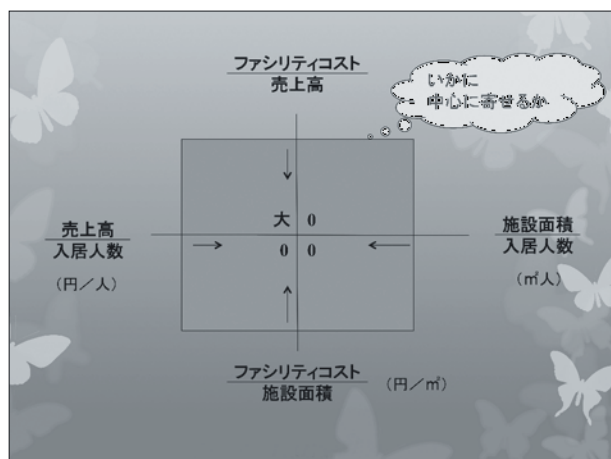 ファシリティコスト
売上高
いかに
中心に寄せるか
大 0
0 0
売上高
入居人数
(円／人)
施設面積
入居人数
(㎡人)
ファシリティコスト
施設面積
(円／㎡)